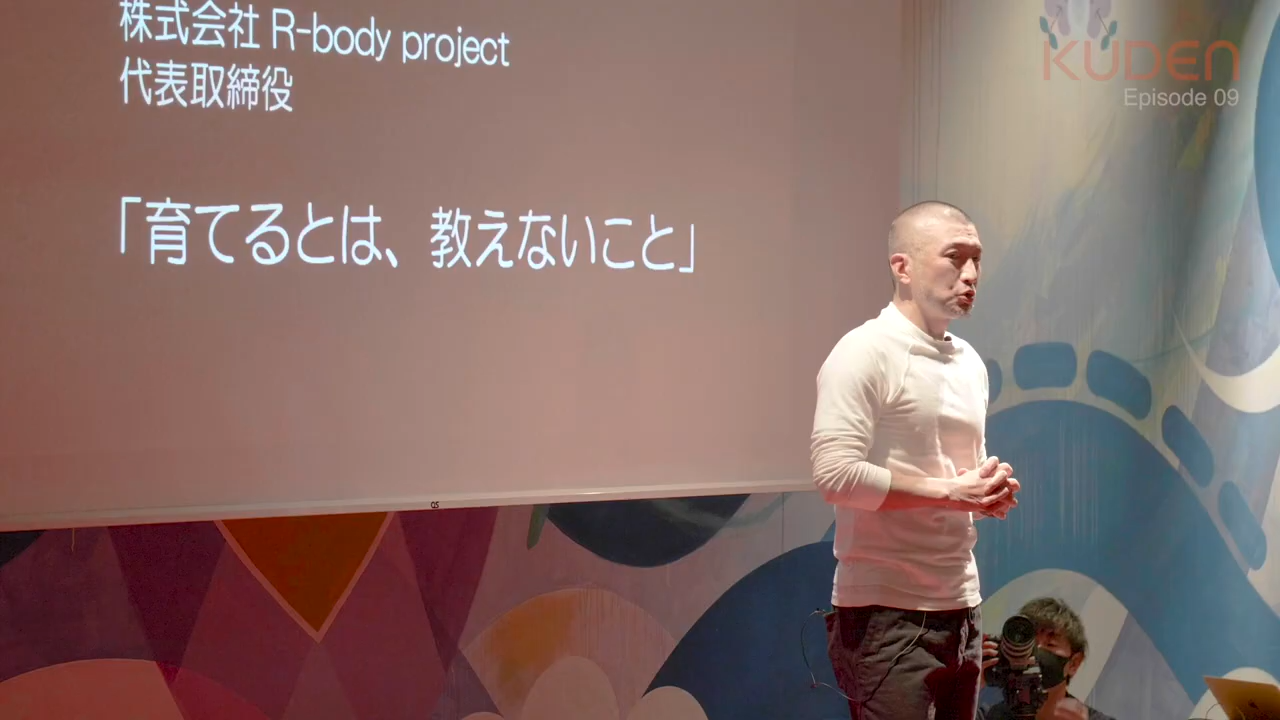 株式会社 R-body project
代表取締役
「育てるとは、教えないこと」
KUDEN
Episode 09
QS